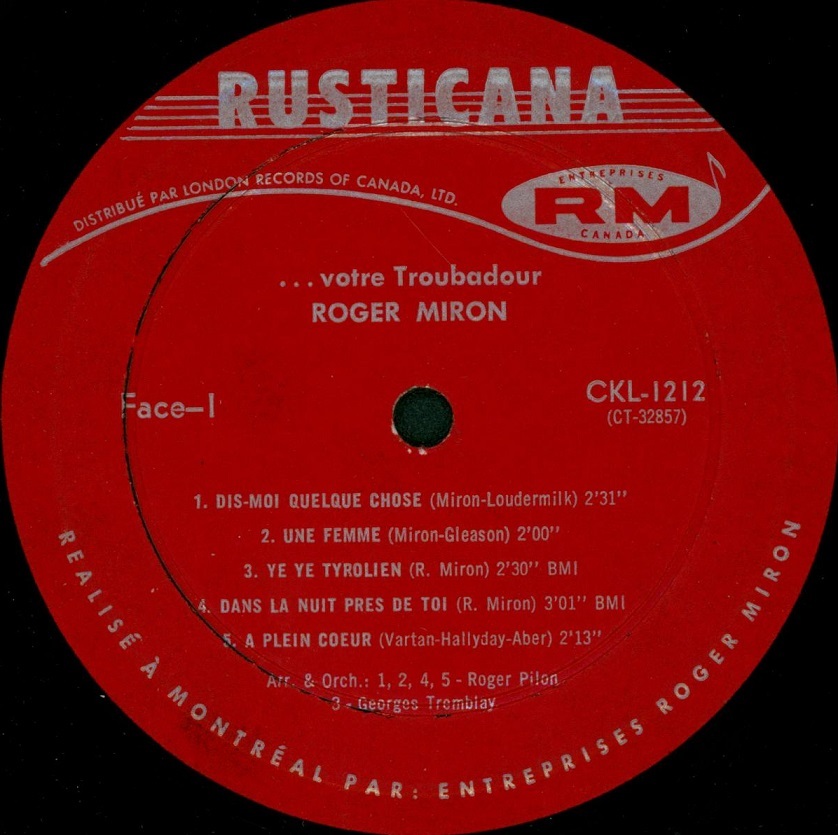 RUSTICANA
DISTRIBUÉ PAR LONDON RECORDS OF CANADA, LTD.
ENTREPRISES
RM
CANADA
...votre Troubadour
ROGER MIRON
Face–1
CKL-1212
(CT-32857)
1. DIS-MOI QUELQUE CHOSE (Miron-Loudermilk) 2'31''
2. UNE FEMME (Miron-Gleason) 2'00''
3. YE YE TYROLIEN (R. Miron) 2'30'' BMI
4. DANS LA NUIT PRES DE TOI (R. Miron) 3'01'' BMI
5. A PLEIN COEUR (Vartan-Hallyday-Aber) 2'13''
Arr. & Orch.: 1, 2, 4, 5 - Roger Pilon
3 - Georges Tremblay
REALISÉ À MONTRÉAL PAR: ENTREPRISES ROGER MIRON